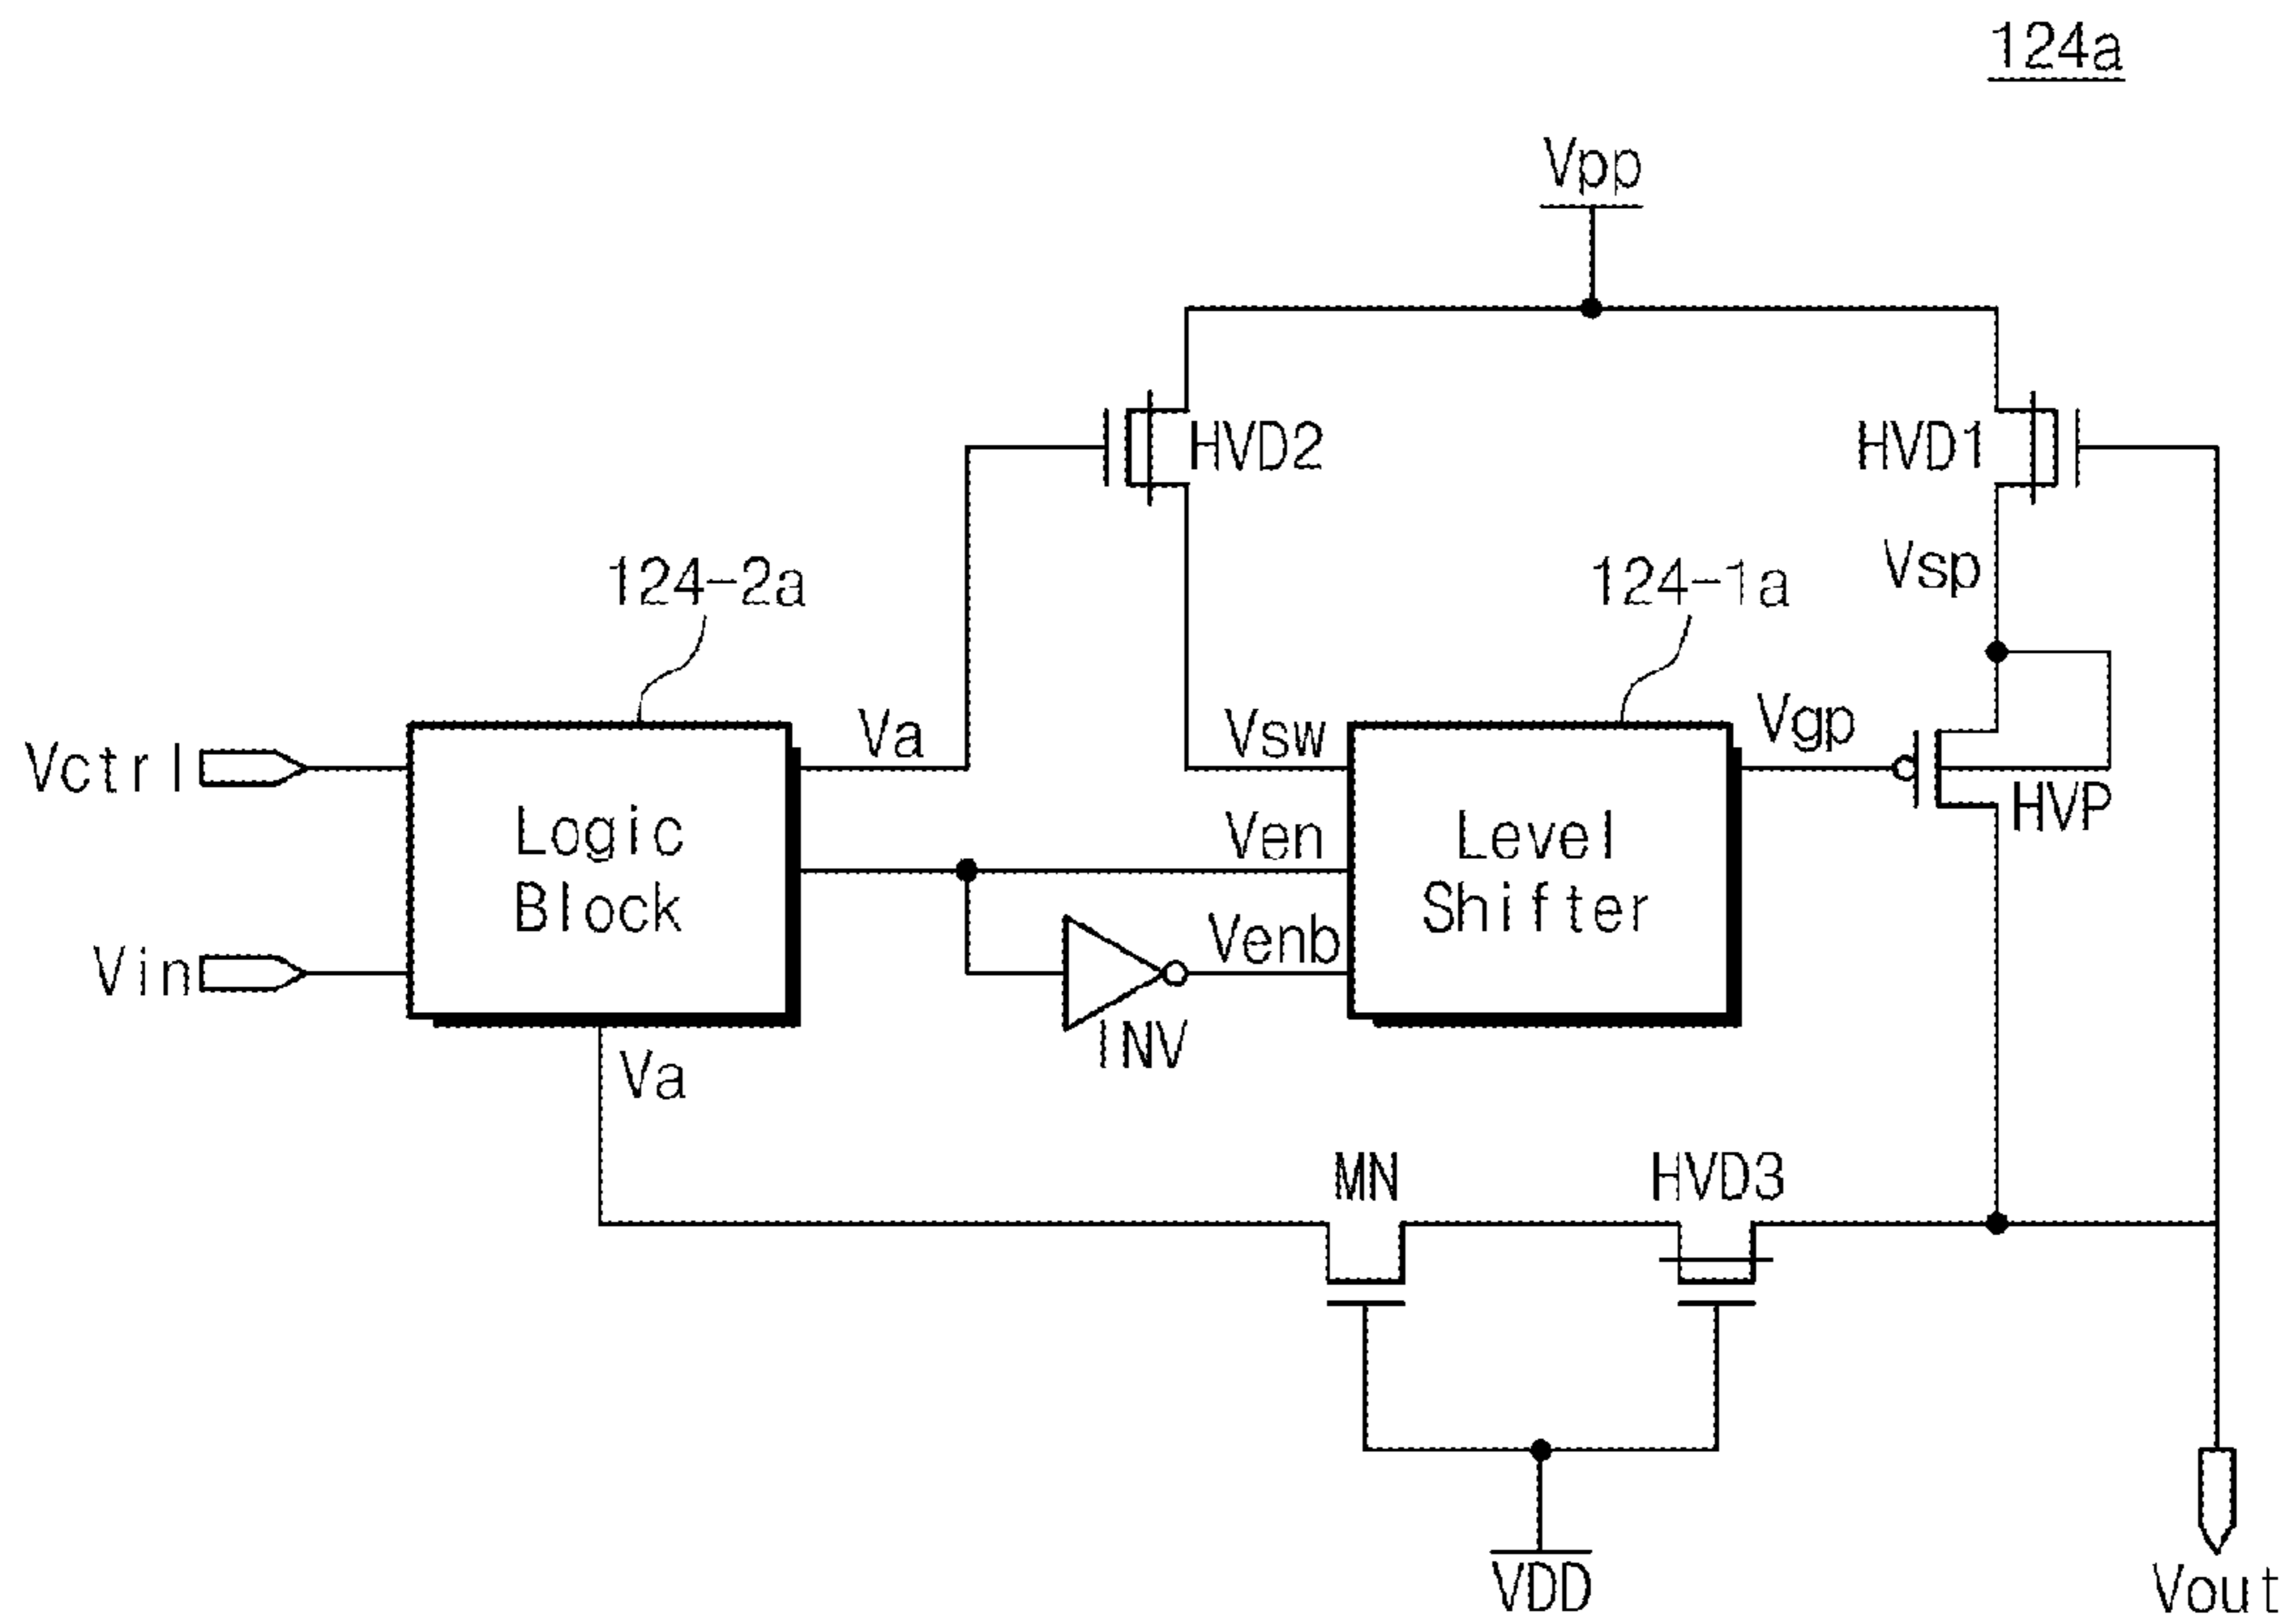 124a
Vpp
HVD2
HVD1
124-2a
124-1a
Vsp
Va
Vsw
Vgp
Vctrl
Logic
Block
Ven
Level
Shifter
HVP
Vin
Venb
INV
Va
MN
HVD3
VDD
Vout